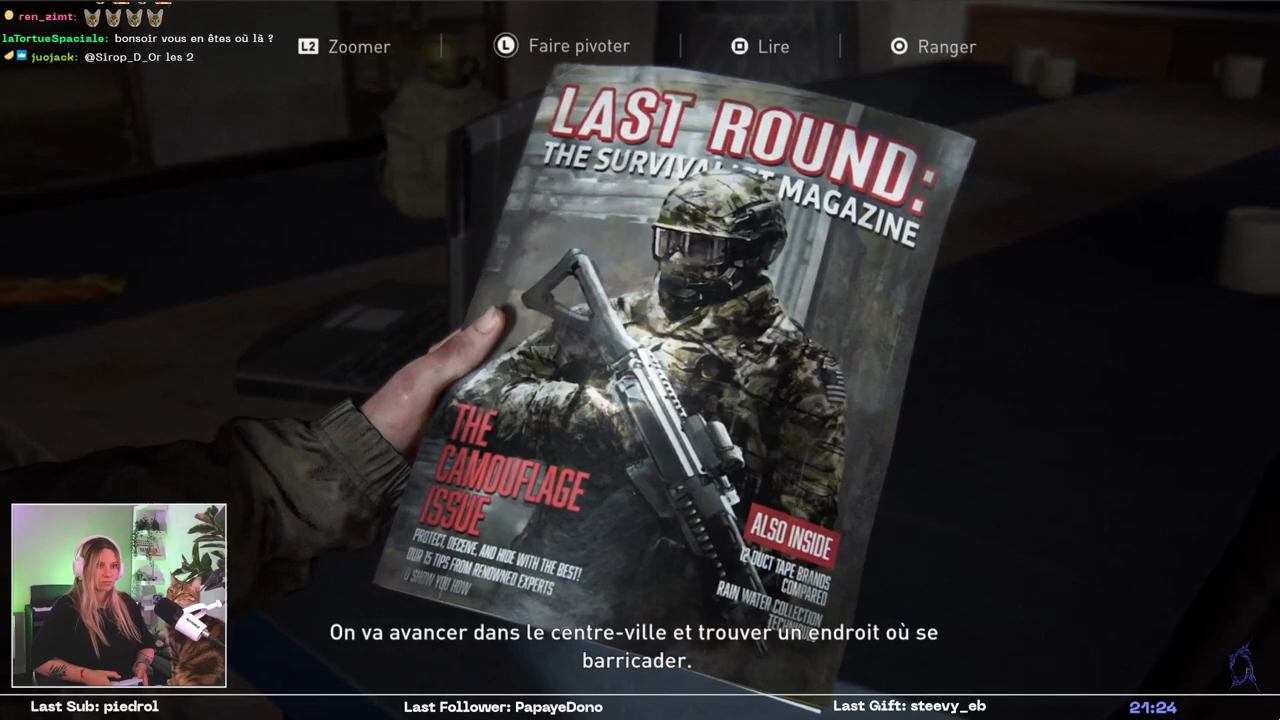 ren_zimt:
laTortueSpaciale: bonsoir vous en êtes où là ?
juojack: @Sirop_D_Or les 2
L2 Zoomer
L Faire pivoter
Lire
Ranger
LAST ROUND:
THE SURVIVALIST MAGAZINE
THE
CAMOUFLAGE
ISSUE
PROTECT, DECEIVE, AND HIDE WITH THE BEST!
OUR 15 TIPS FROM RENOWNED EXPERTS
SHOW YOU HOW
ALSO INSIDE
12 DUCT TAPE BRANDS
COMPARED
RAIN WATER COLLECTION
On va avancer dans le centre-ville et trouver un endroit où se
barricader.
Last Sub: piedrol
Last Follower: PapayeDono
Last Gift: steevy_eb
21:24